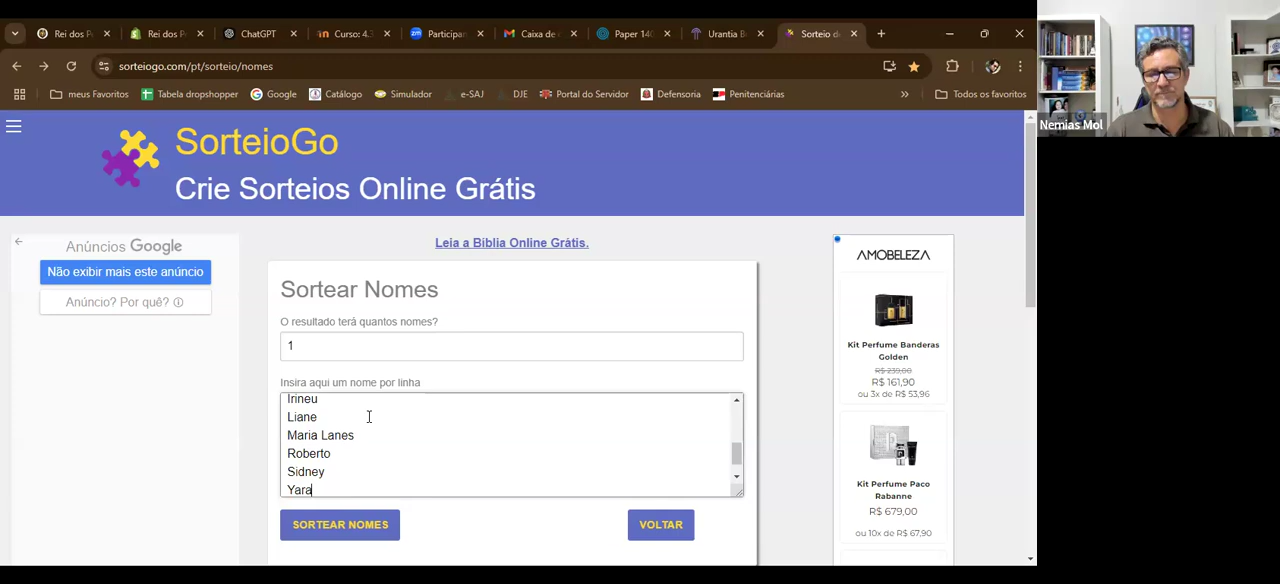 Rei dos P
Rei dos P
ChatGPT
Curso: 4.
Participan
Caixa de
Paper 140
Urantia B
Sorteio d
sorteiogo.com/pt/sorteio/nomes
meus Favoritos
Tabela dropshopper
Google
Catálogo
Simulador
e-SAJ
DJE
Portal do Servidor
Defensoria
Penitenciárias
»
Todos os favoritos
Nemias Mol
SorteioGo
Crie Sorteios Online Grátis
Anúncios Google
Não exibir mais este anúncio
Anúncio? Por quê?
Leia a Bíblia Online Grátis.
Sortear Nomes
O resultado terá quantos nomes?
1
Insira aqui um nome por linha
Irineu
Liane
Maria Lanes
Roberto
Sidney
Yara
SORTEAR NOMES
VOLTAR
AMOBELEZA
Kit Perfume Banderas
Golden
R$ 239,00
R$ 161,90
ou 3x de R$ 53,96
Kit Perfume Paco
Rabanne
R$ 679,00
ou 10x de R$ 67,90